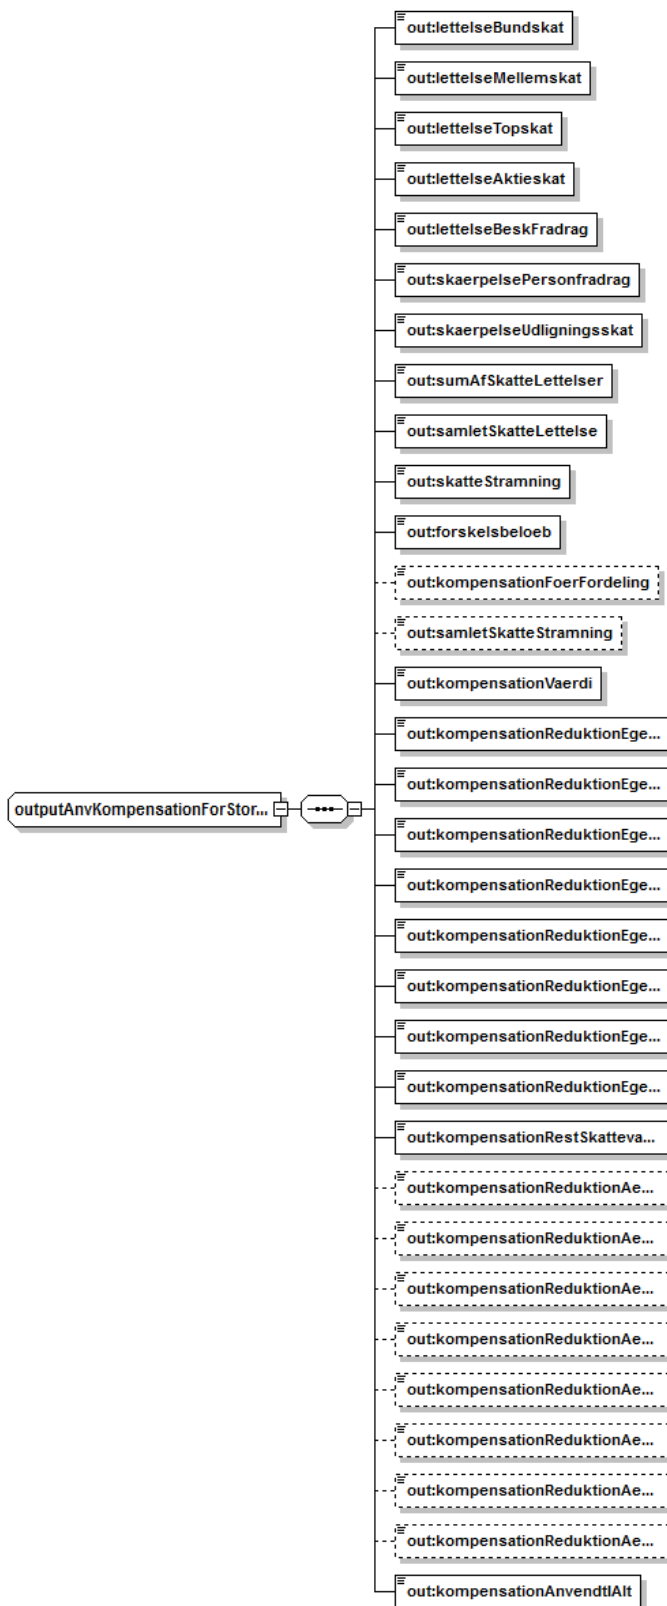 out:lettelseBundskat
out:lettelseMellemskat
out:lettelseTopskat
out:lettelseAktieskat
out:lettelseBeskFradrag
out:skaerpelsePersonfradrag
out:skaerpelseUdligningsskat
out:sumAfSkatteLettelser
out:samletSkatteLettelse
out:skatteStramning
out:forskelsbeloeb
out:kompensationFoerFordeling
out:samletSkatteStramning
out:kompensationVaerdi
out:kompensationReduktionEge...
out:kompensationReduktionEge...
outputAnvKompensationForStor...
out:kompensationReduktionEge...
out:kompensationReduktionEge...
out:kompensationReduktionEge...
out:kompensationReduktionEge...
out:kompensationReduktionEge...
out:kompensationReduktionEge...
out:kompensationRestSkatteva...
out:kompensationReduktionAe...
out:kompensationReduktionAe...
out:kompensationReduktionAe...
out:kompensationReduktionAe...
out:kompensationReduktionAe...
out:kompensationReduktionAe...
out:kompensationReduktionAe...
out:kompensationReduktionAe...
out:kompensationAnvendtIAlt